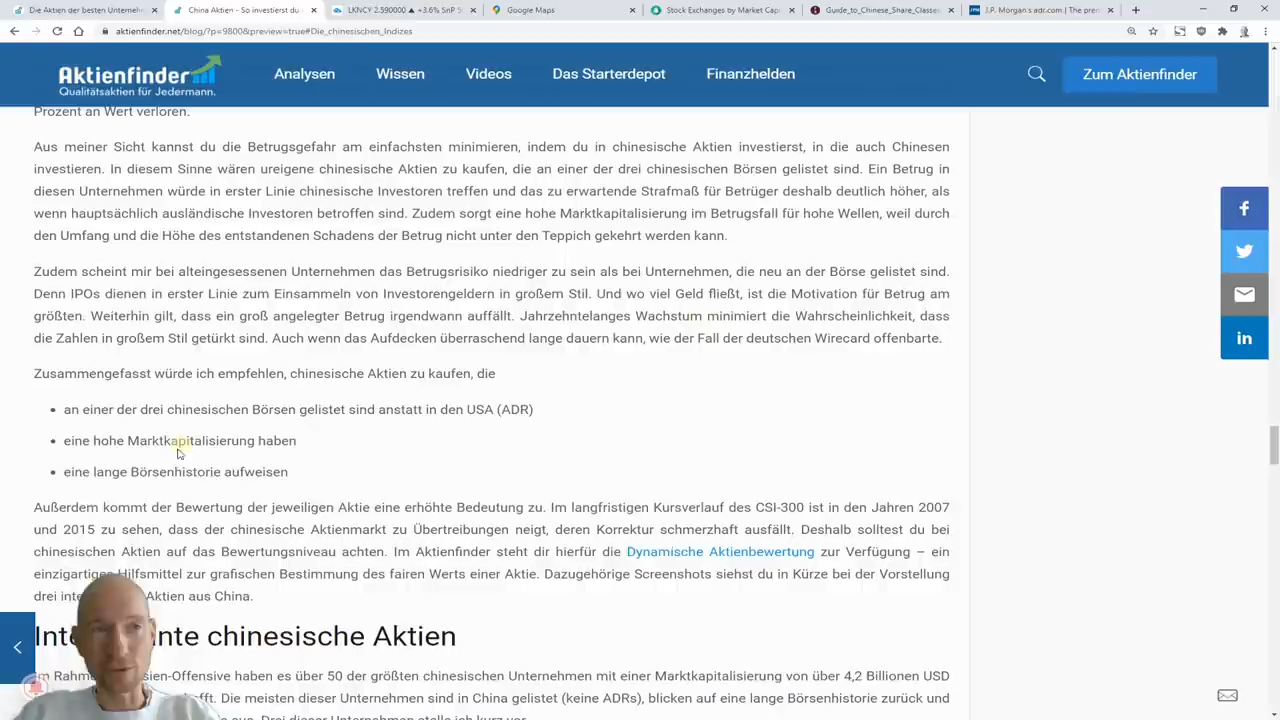 Die Aktien der besten Unternehme
China Aktien – So investierst du i
LKNCY 2.590000 ▲ +3.6% SnP 5
Google Maps
Stock Exchanges by Market Cap
Guide_to_Chinese_Share_Classes
J.P. Morgan's adr.com | The pren
aktienfinder.net/blog/?p=9800&preview=true#Die_chinesischen_Indizes
Aktienfinder
Qualitätsaktien für Jedermann.
Analysen
Wissen
Videos
Das Starterdepot
Finanzhelden
Zum Aktienfinder
Prozent an Wert verloren.
Aus meiner Sicht kannst du die Betrugsgefahr am einfachsten minimieren, indem du in chinesische Aktien investierst, in die auch Chinesen
investieren. In diesem Sinne wären ureigene chinesische Aktien zu kaufen, die an einer der drei chinesischen Börsen gelistet sind. Ein Betrug in
diesen Unternehmen würde in erster Linie chinesische Investoren treffen und das zu erwartende Strafmaß für Betrüger deshalb deutlich höher, als
wenn hauptsächlich ausländische Investoren betroffen sind. Zudem sorgt eine hohe Marktkapitalisierung im Betrugsfall für hohe Wellen, weil durch
den Umfang und die Höhe des entstandenen Schadens der Betrug nicht unter den Teppich gekehrt werden kann.
Zudem scheint mir bei alteingesessenen Unternehmen das Betrugsrisiko niedriger zu sein als bei Unternehmen, die neu an der Börse gelistet sind.
Denn IPOs dienen in erster Linie zum Einsammeln von Investorengeldern in großem Stil. Und wo viel Geld fließt, ist die Motivation für Betrug am
größten. Weiterhin gilt, dass ein groß angelegter Betrug irgendwann auffällt. Jahrzehntelanges Wachstum minimiert die Wahrscheinlichkeit, dass
die Zahlen in großem Stil getürkt sind. Auch wenn das Aufdecken überraschend lange dauern kann, wie der Fall der deutschen Wirecard offenbarte.
Zusammengefasst würde ich empfehlen, chinesische Aktien zu kaufen, die
• an einer der drei chinesischen Börsen gelistet sind anstatt in den USA (ADR)
• eine hohe Marktkapitalisierung haben
• eine lange Börsenhistorie aufweisen
Außerdem kommt der Bewertung der jeweiligen Aktie eine erhöhte Bedeutung zu. Im langfristigen Kursverlauf des CSI-300 ist in den Jahren 2007
und 2015 zu sehen, dass der chinesische Aktienmarkt zu Übertreibungen neigt, deren Korrektur schmerzhaft ausfällt. Deshalb solltest du bei
chinesischen Aktien auf das Bewertungsniveau achten. Im Aktienfinder steht dir hierfür die Dynamische Aktienbewertung zur Verfügung – ein
einzigartiges Hilfsmittel zur grafischen Bestimmung des fairen Werts einer Aktie. Dazugehörige Screenshots siehst du in Kürze bei der Vorstellung
drei inte Aktien aus China.
Inte nte chinesische Aktien
m Rahm sien-Offensive haben es über 50 der größten chinesischen Unternehmen mit einer Marktkapitalisierung von über 4,2 Billionen USD
afft. Die meisten dieser Unternehmen sind in China gelistet (keine ADRs), blicken auf eine lange Börsenhistorie zurück und
aus. Drei dieser Unternehmen stelle ich kurz vor.